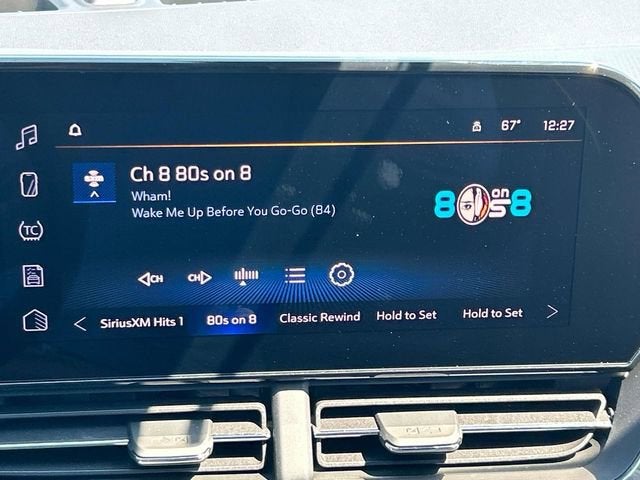 67° 12:27
Ch 8 80s on 8
Wham!
Wake Me Up Before You Go-Go (84)
80s on 8
TC
CH CH
SiriusXM Hits 1 80s on 8 Classic Rewind Hold to Set Hold to Set